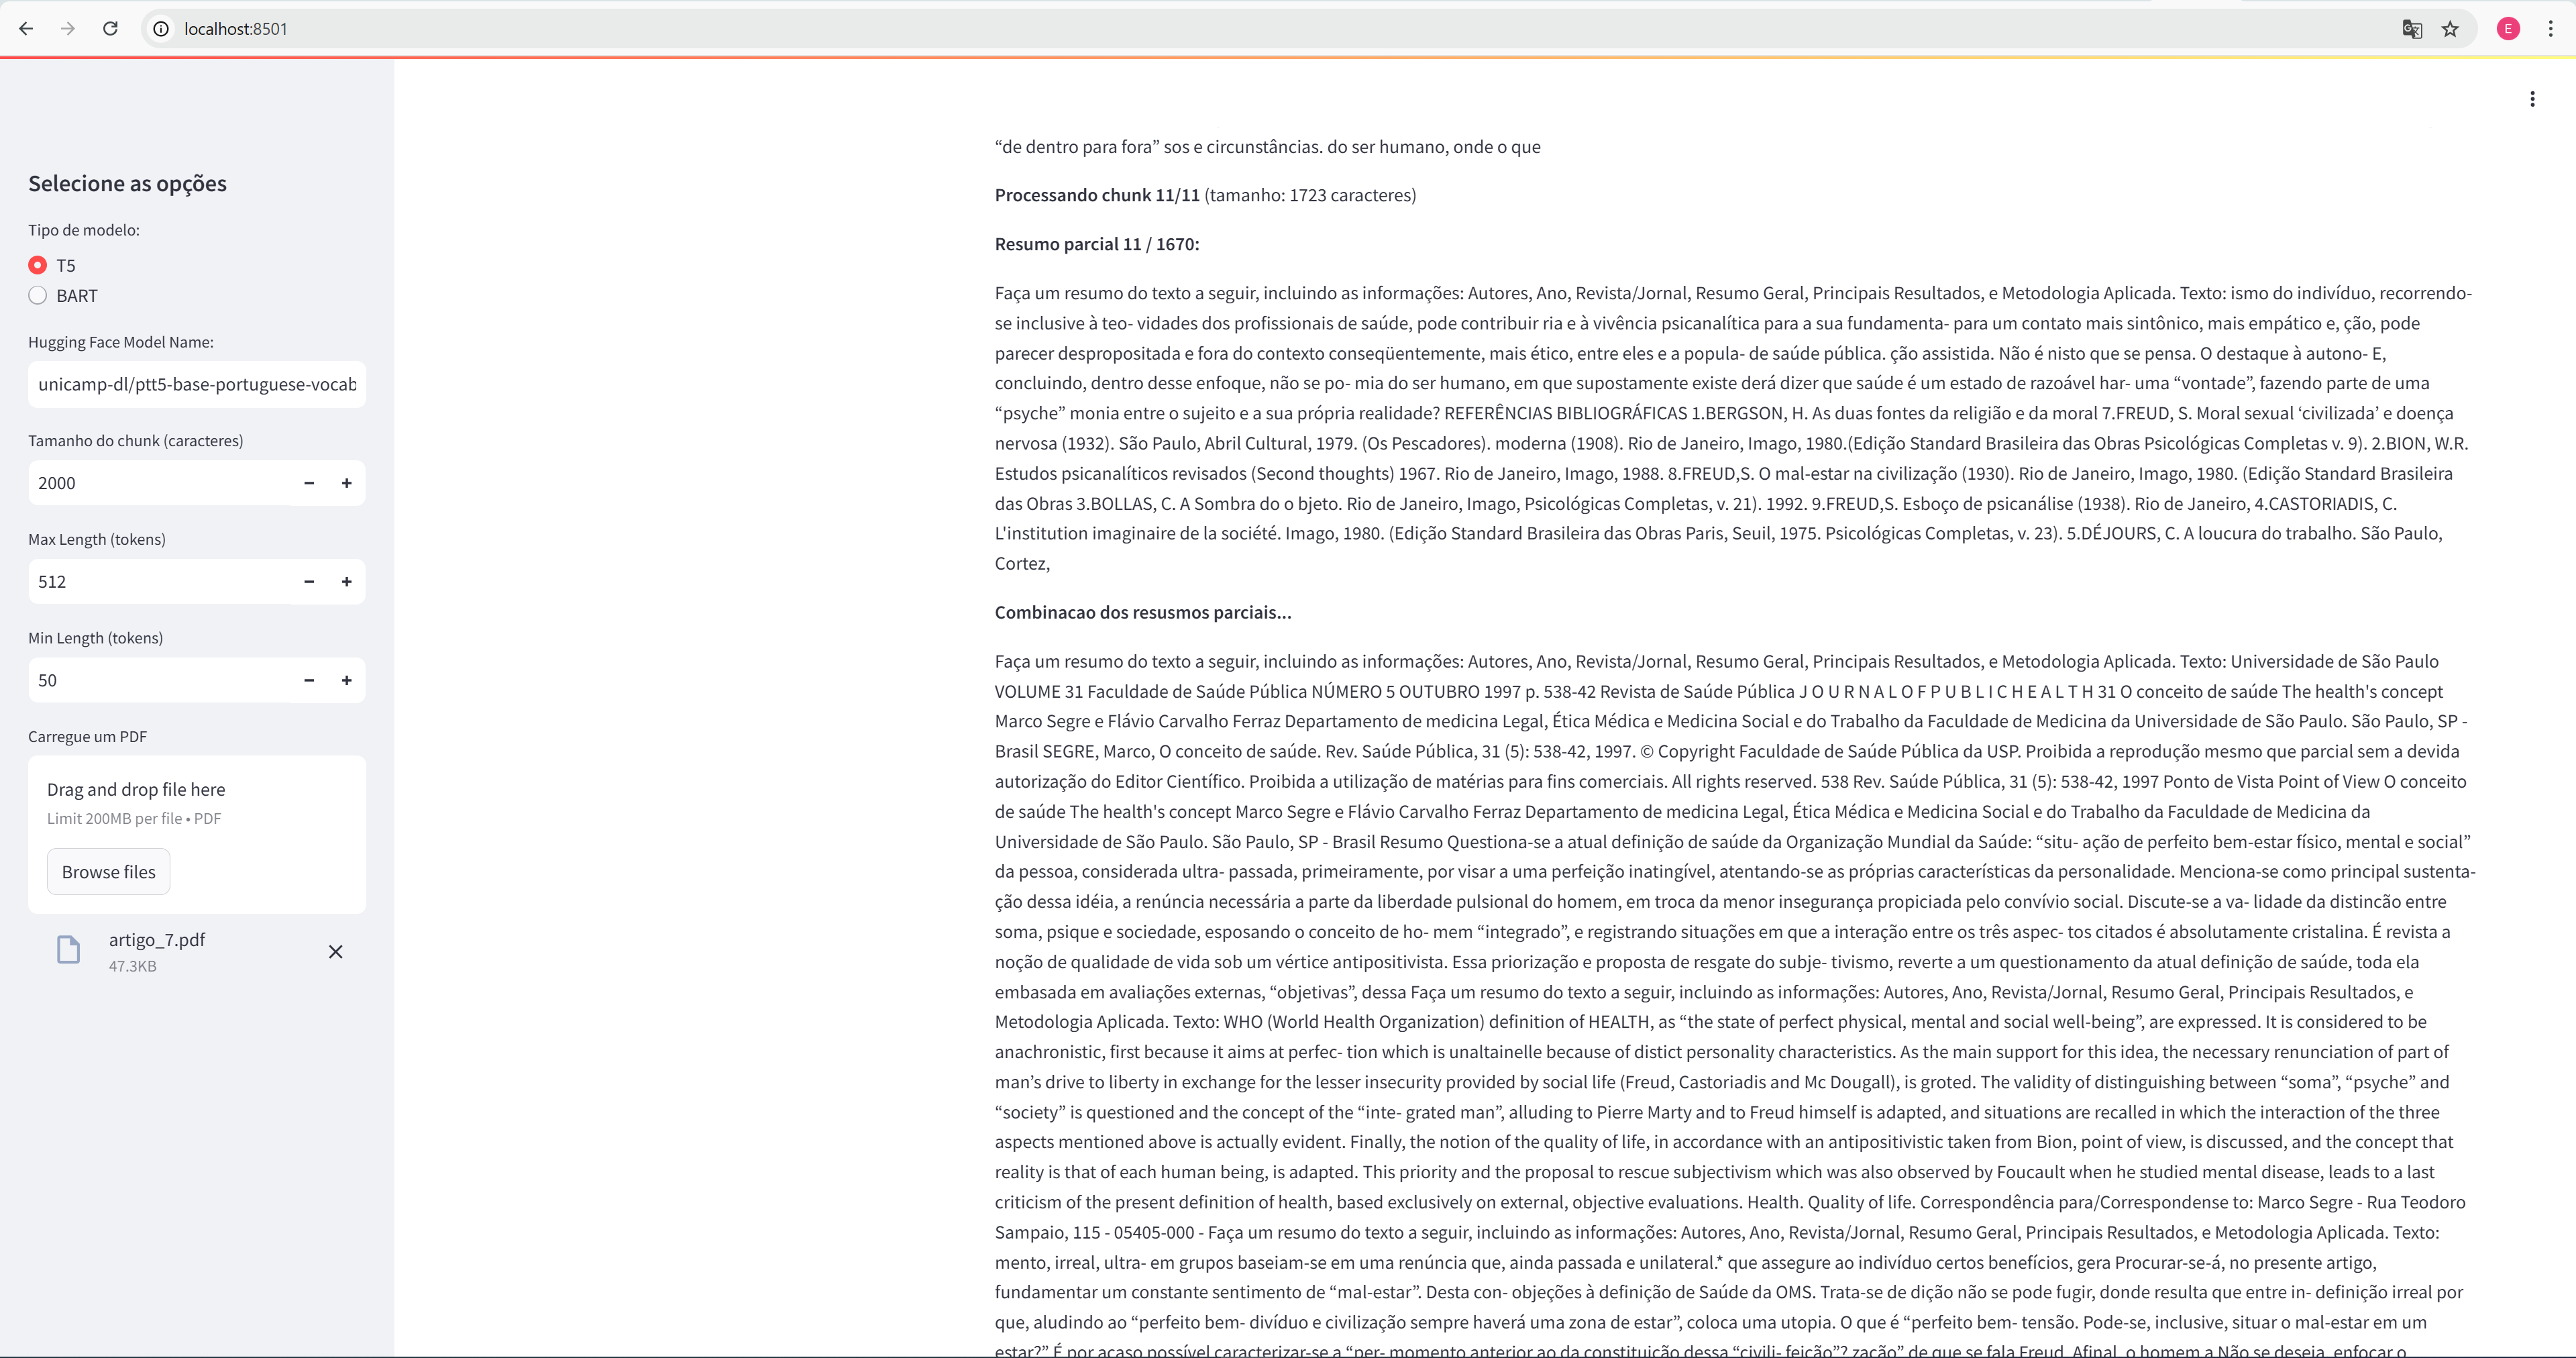 localhost:8501
E
Selecione as opções
Tipo de modelo:
T5
BART
Hugging Face Model Name:
unicamp-dl/ptt5-base-portuguese-vocab
Tamanho do chunk (caracteres)
2000
Max Length (tokens)
512
Min Length (tokens)
50
Carregue um PDF
Drag and drop file here
Limit 200MB per file • PDF
Browse files
artigo_7.pdf
47.3KB
“de dentro para fora” sos e circunstâncias. do ser humano, onde o que
Processando chunk 11/11 (tamanho: 1723 caracteres)
Resumo parcial 11 / 1670:
Faça um resumo do texto a seguir, incluindo as informações: Autores, Ano, Revista/Jornal, Resumo Geral, Principais Resultados, e Metodologia Aplicada. Texto: ismo do indivíduo, recorrendo-
se inclusive à teo- vidades dos profissionais de saúde, pode contribuir ria e à vivência psicanalítica para a sua fundamenta- para um contato mais sintônico, mais empático e, ção, pode
parecer despropositada e fora do contexto conseqüentemente, mais ético, entre eles e a popula- de saúde pública. ção assistida. Não é nisto que se pensa. O destaque à autono- E,
concluindo, dentro desse enfoque, não se po- mia do ser humano, em que supostamente existe derá dizer que saúde é um estado de razoável har- uma “vontade”, fazendo parte de uma
“psyche” monia entre o sujeito e a sua própria realidade? REFERÊNCIAS BIBLIOGRÁFICAS 1.BERGSON, H. As duas fontes da religião e da moral 7.FREUD, S. Moral sexual ‘civilizada’ e doença
nervosa (1932). São Paulo, Abril Cultural, 1979. (Os Pescadores). moderna (1908). Rio de Janeiro, Imago, 1980.(Edição Standard Brasileira das Obras Psicológicas Completas v. 9). 2.BION, W.R.
Estudos psicanalíticos revisados (Second thoughts) 1967. Rio de Janeiro, Imago, 1988. 8.FREUD,S. O mal-estar na civilização (1930). Rio de Janeiro, Imago, 1980. (Edição Standard Brasileira
das Obras 3.BOLLAS, C. A Sombra do o bjeto. Rio de Janeiro, Imago, Psicológicas Completas, v. 21). 1992. 9.FREUD,S. Esboço de psicanálise (1938). Rio de Janeiro, 4.CASTORIADIS, C.
L'institution imaginaire de la société. Imago, 1980. (Edição Standard Brasileira das Obras Paris, Seuil, 1975. Psicológicas Completas, v. 23). 5.DÉJOURS, C. A loucura do trabalho. São Paulo,
Cortez,
Combinacao dos resusmos parciais...
Faça um resumo do texto a seguir, incluindo as informações: Autores, Ano, Revista/Jornal, Resumo Geral, Principais Resultados, e Metodologia Aplicada. Texto: Universidade de São Paulo
VOLUME 31 Faculdade de Saúde Pública NÚMERO 5 OUTUBRO 1997 p. 538-42 Revista de Saúde Pública J O U R N A L O F P U B L I C H E A L T H 31 O conceito de saúde The health's concept
Marco Segre e Flávio Carvalho Ferraz Departamento de medicina Legal, Ética Médica e Medicina Social e do Trabalho da Faculdade de Medicina da Universidade de São Paulo. São Paulo, SP -
Brasil SEGRE, Marco, O conceito de saúde. Rev. Saúde Pública, 31 (5): 538-42, 1997. © Copyright Faculdade de Saúde Pública da USP. Proibida a reprodução mesmo que parcial sem a devida
autorização do Editor Científico. Proibida a utilização de matérias para fins comerciais. All rights reserved. 538 Rev. Saúde Pública, 31 (5): 538-42, 1997 Ponto de Vista Point of View O conceito
de saúde The health's concept Marco Segre e Flávio Carvalho Ferraz Departamento de medicina Legal, Ética Médica e Medicina Social e do Trabalho da Faculdade de Medicina da
Universidade de São Paulo. São Paulo, SP - Brasil Resumo Questiona-se a atual definição de saúde da Organização Mundial da Saúde: “situ- ação de perfeito bem-estar físico, mental e social”
da pessoa, considerada ultra- passada, primeiramente, por visar a uma perfeição inatingível, atentando-se as próprias características da personalidade. Menciona-se como principal sustenta-
ção dessa idéia, a renúncia necessária a parte da liberdade pulsional do homem, em troca da menor insegurança propiciada pelo convívio social. Discute-se a va- lidade da distincão entre
soma, psique e sociedade, esposando o conceito de ho- mem “integrado”, e registrando situações em que a interação entre os três aspec- tos citados é absolutamente cristalina. É revista a
noção de qualidade de vida sob um vértice antipositivista. Essa priorização e proposta de resgate do subje- tivismo, reverte a um questionamento da atual definição de saúde, toda ela
embasada em avaliações externas, “objetivas”, dessa Faça um resumo do texto a seguir, incluindo as informações: Autores, Ano, Revista/Jornal, Resumo Geral, Principais Resultados, e
Metodologia Aplicada. Texto: WHO (World Health Organization) definition of HEALTH, as “the state of perfect physical, mental and social well-being”, are expressed. It is considered to be
anachronistic, first because it aims at perfec- tion which is unaltainelle because of distict personality characteristics. As the main support for this idea, the necessary renunciation of part of
man’s drive to liberty in exchange for the lesser insecurity provided by social life (Freud, Castoriadis and Mc Dougall), is groted. The validity of distinguishing between “soma”, “psyche” and
“society” is questioned and the concept of the “inte- grated man”, alluding to Pierre Marty and to Freud himself is adapted, and situations are recalled in which the interaction of the three
aspects mentioned above is actually evident. Finally, the notion of the quality of life, in accordance with an antipositivistic taken from Bion, point of view, is discussed, and the concept that
reality is that of each human being, is adapted. This priority and the proposal to rescue subjectivism which was also observed by Foucault when he studied mental disease, leads to a last
criticism of the present definition of health, based exclusively on external, objective evaluations. Health. Quality of life. Correspondência para/Correspondense to: Marco Segre - Rua Teodoro
Sampaio, 115 - 05405-000 - Faça um resumo do texto a seguir, incluindo as informações: Autores, Ano, Revista/Jornal, Resumo Geral, Principais Resultados, e Metodologia Aplicada. Texto:
mento, irreal, ultra- em grupos baseiam-se em uma renúncia que, ainda passada e unilateral.* que assegure ao indivíduo certos benefícios, gera Procurar-se-á, no presente artigo,
fundamentar um constante sentimento de “mal-estar”. Desta con- objeções à definição de Saúde da OMS. Trata-se de dição não se pode fugir, donde resulta que entre in- definição irreal por
que, aludindo ao “perfeito bem- divíduo e civilização sempre haverá uma zona de estar”, coloca uma utopia. O que é “perfeito bem- tensão. Pode-se, inclusive, situar o mal-estar em um
estar?” É por acaso possível caracterizar-se a “per- momento anterior ao da constituição dessa “civili- feição”? zação” de que se fala Freud. Afinal, o homem a Não se deseja, enfocar o